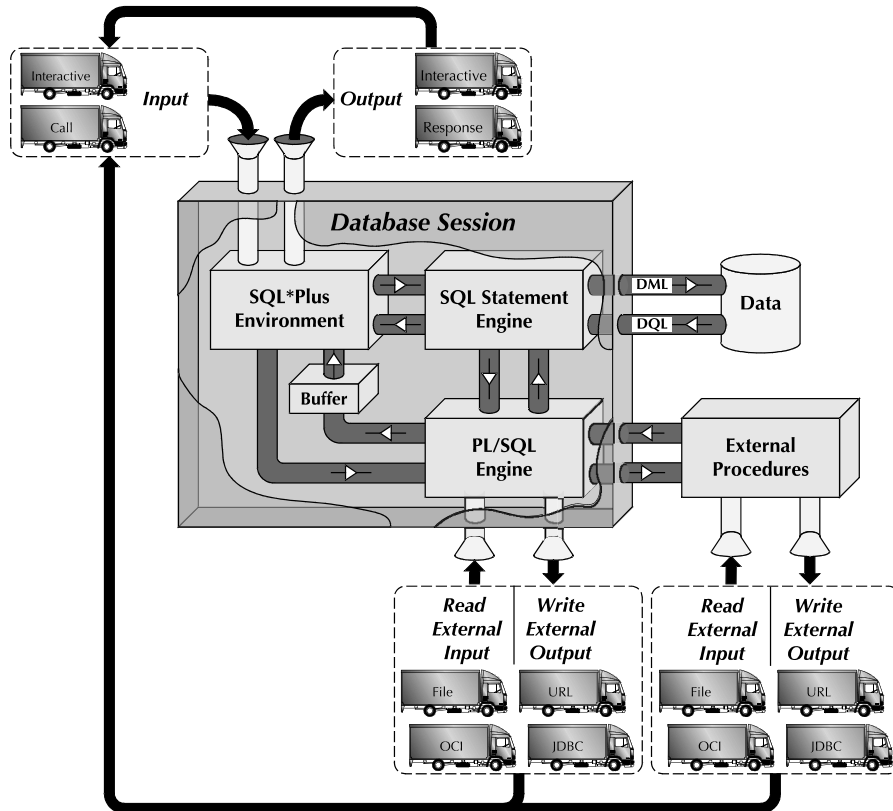 Interactive
Call
Input
Output
Interactive
Response
Database Session
SQL*Plus
Environment
SQL Statement
Engine
DML
DQL
Data
Buffer
PL/SQL
Engine
External
Procedures
Read
External
Input
Write
External
Output
File
URL
OCI
JDBC
Read
External
Input
Write
External
Output
File
URL
OCI
JDBC